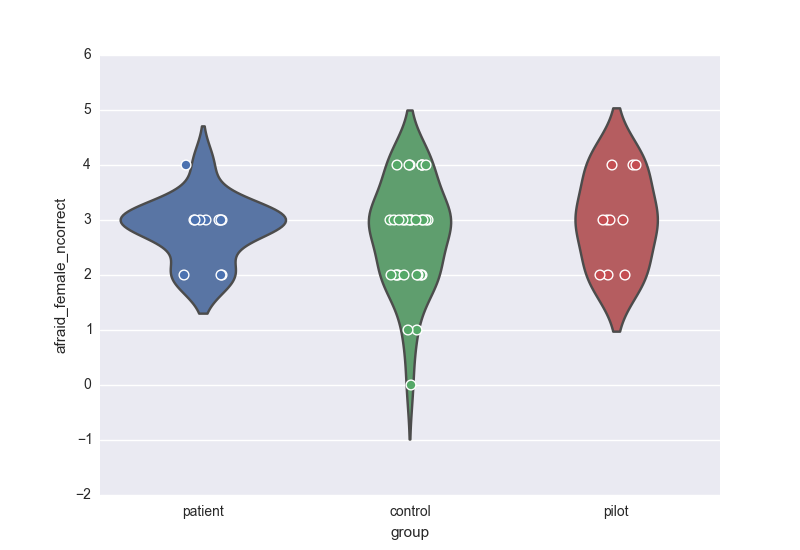 6
5
4
3
2
1
0
−1
−2
afraid_female_ncorrect
patient
control
pilot
group